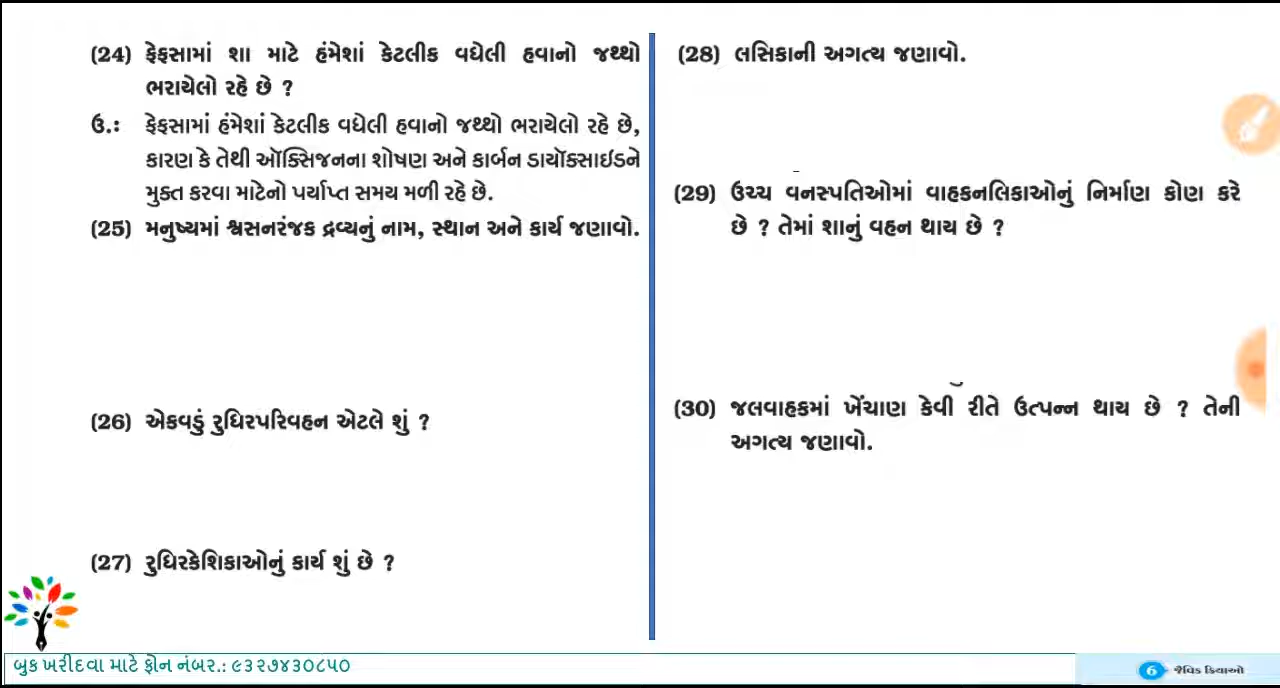 (24) ફેફસામાં શા માટે હંમેશાં કેટલીક વધેલી હવાનો જથ્થો
ભરાયેલો રહે છે ?
ઉ.: ફેફસામાં હંમેશાં કેટલીક વધેલી હવાનો જથ્થો ભરાયેલો રહે છે,
કારણ કે તેથી ઑક્સિજનના શોષણ અને કાર્બન ડાયૉક્સાઇડને
મુક્ત કરવા માટેનો પર્યાપ્ત સમય મળી રહે છે.
(25) મનુષ્યમાં શ્વસનરંજક દ્રવ્યનું નામ, સ્થાન અને કાર્ય જણાવો.
(26) એકવડું રુધિરપરિવહન એટલે શું ?
(27) રુધિરકેશિકાઓનું કાર્ય શું છે ?
(28) લસિકાની અગત્ય જણાવો.
(29) ઉચ્ચ વનસ્પતિઓમાં વાહકનલિકાઓનું નિર્માણ કોણ કરે
છે ? તેમાં શાનું વહન થાય છે ?
(30) જલવાહકમાં ખેંચાણ કેવી રીતે ઉત્પન્ન થાય છે ? તેની
અગત્ય જણાવો.
બુક ખરીદવા માટે ફોન નંબર.: ૯૩૨૭૪૩૦૮૫૦
6 જૈવિક ક્રિયાઓ